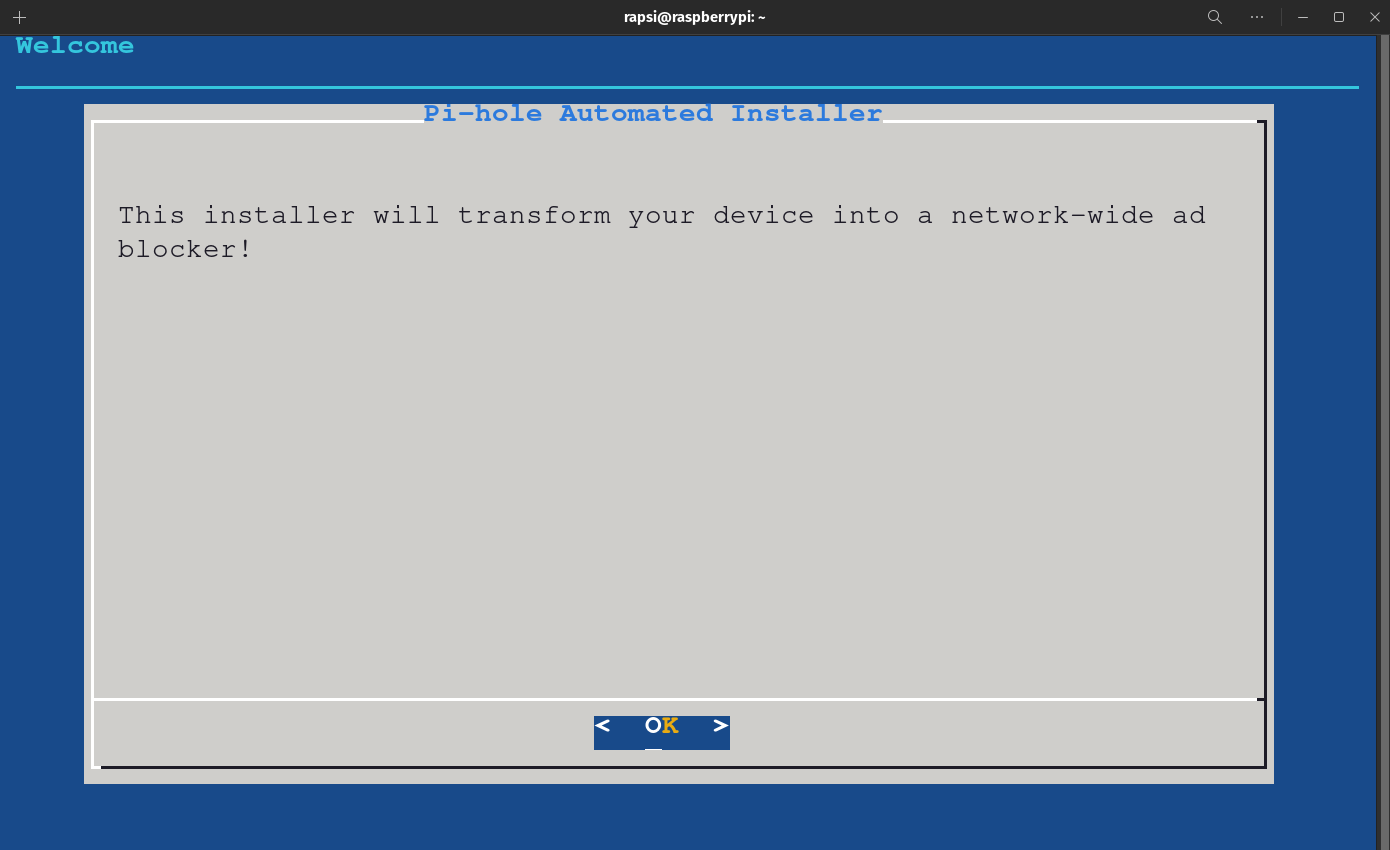 rapsi@raspberrypi: ~
Welcome
Pi-hole Automated Installer
This installer will transform your device into a network-wide ad
blocker!
<  OK  >